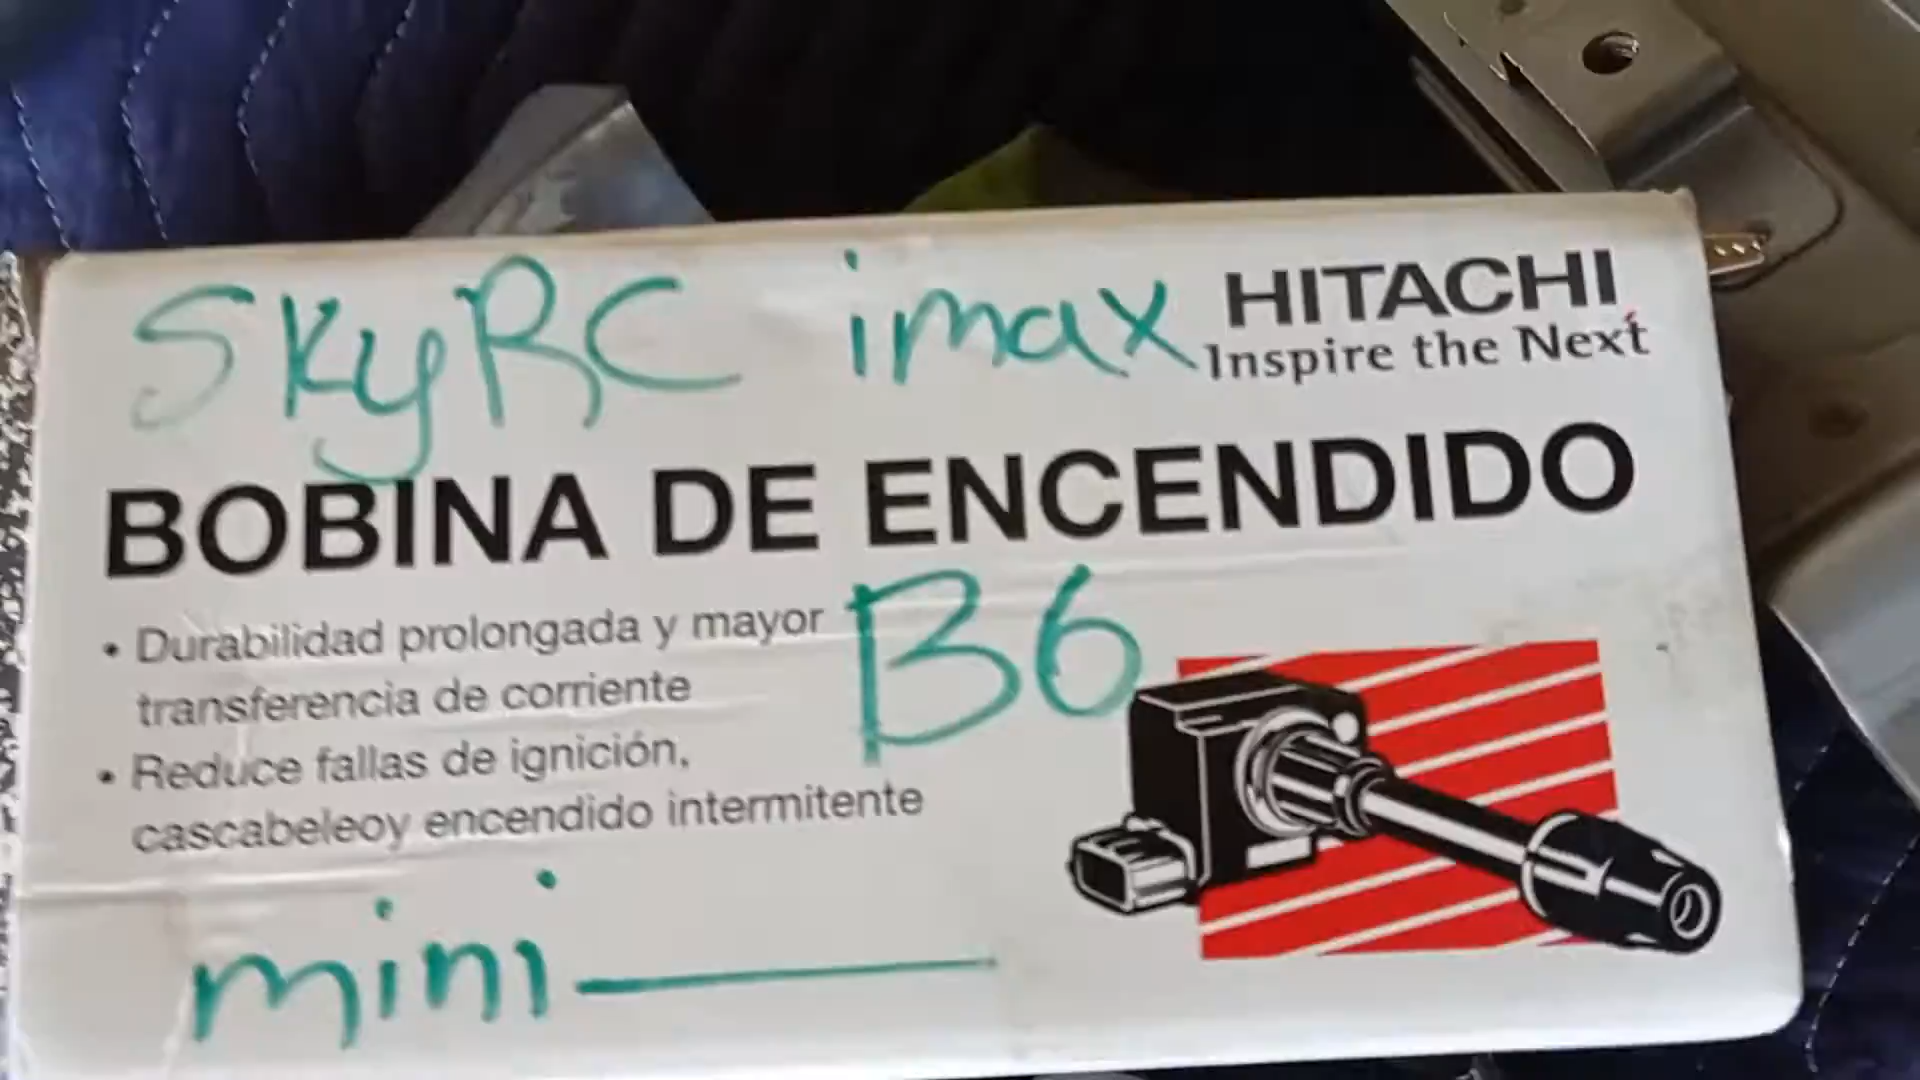 SkyRC imax
HITACHI
Inspire the Next
BOBINA DE ENCENDIDO
• Durabilidad prolongada y mayor
transferencia de corriente
• Reduce fallas de ignición,
cascabeleoy encendido intermitente
B6
mini